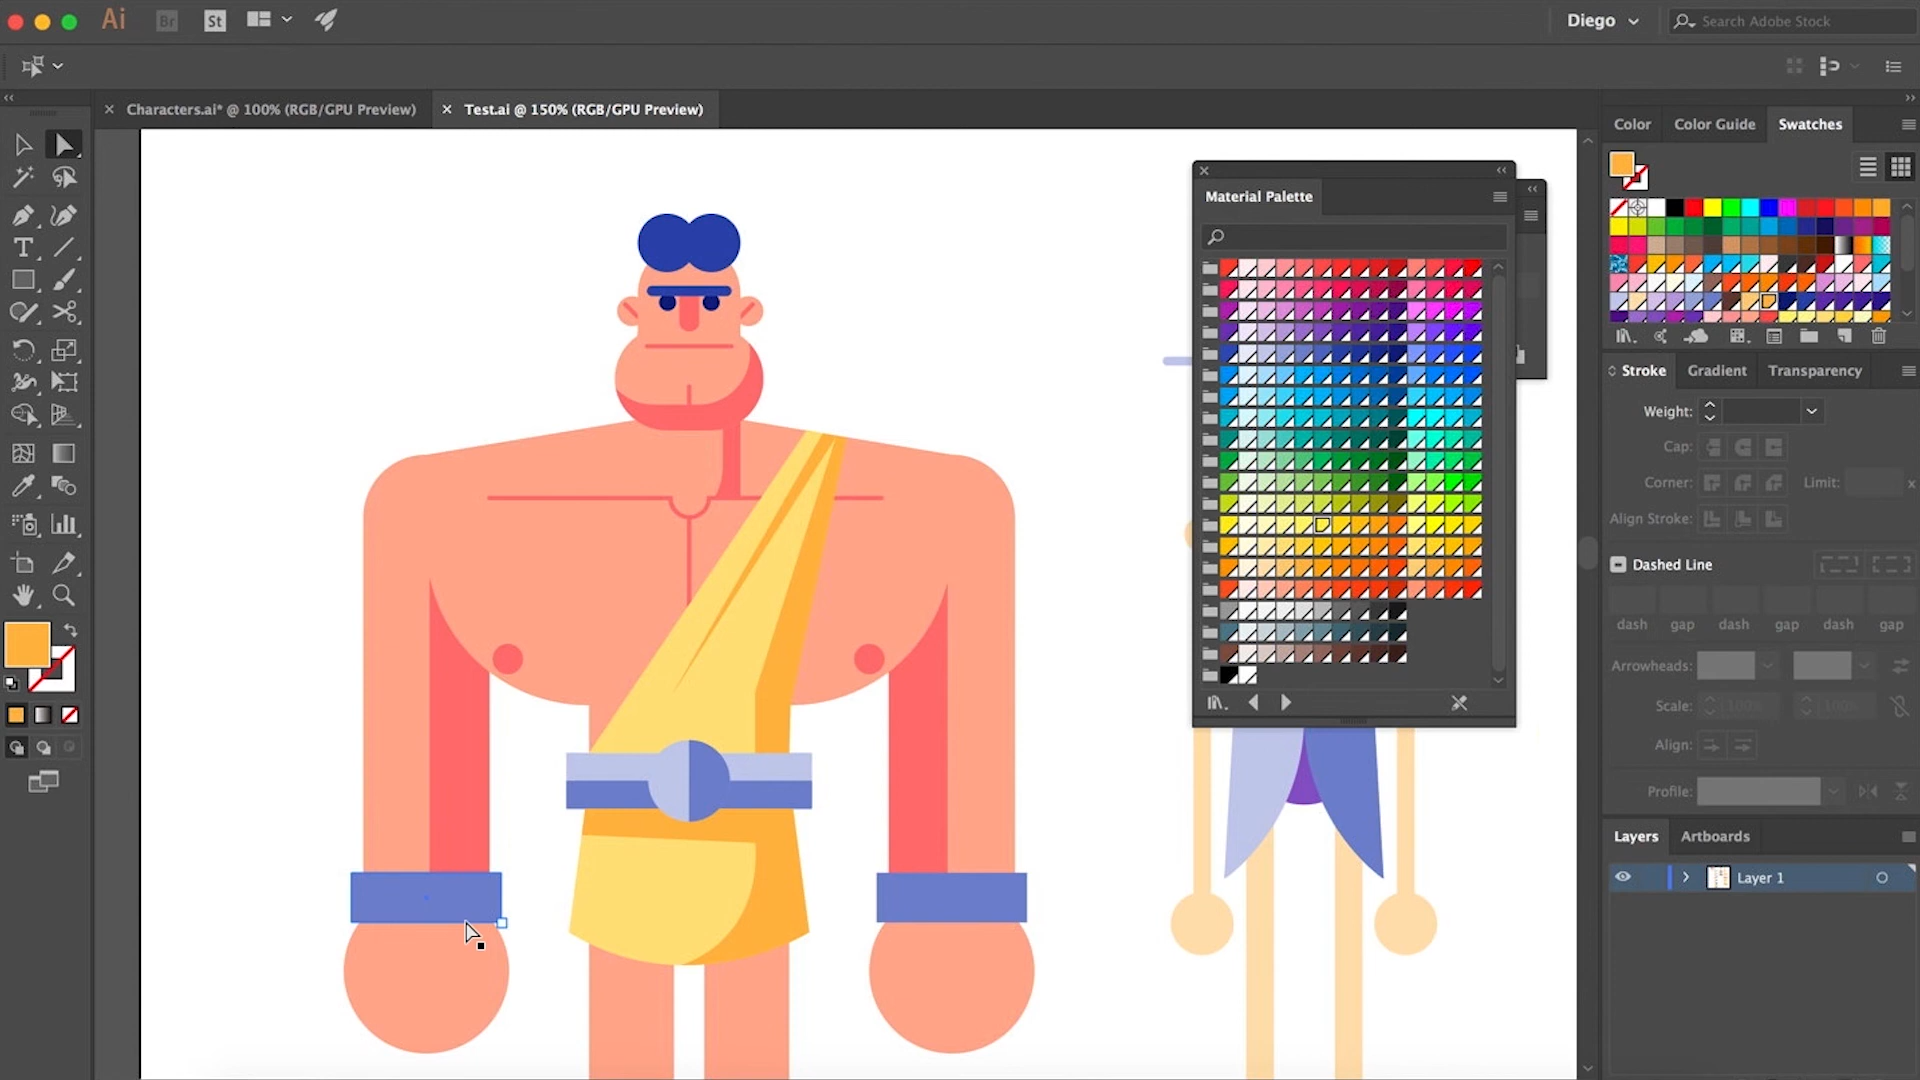 Ai Br St Diego Search Adobe Stock
Characters.ai* @ 100% (RGB/GPU Preview) Test.ai @ 150% (RGB/GPU Preview)
Color Color Guide Swatches
Material Palette
T
Stroke Gradient Transparency
Weight:
Cap:
Corner: Limit: x
Align Stroke:
Dashed Line
dash gap dash gap dash gap
Arrowheads:
Scale: 100% 100%
Align:
Profile:
Layers Artboards
Layer 1